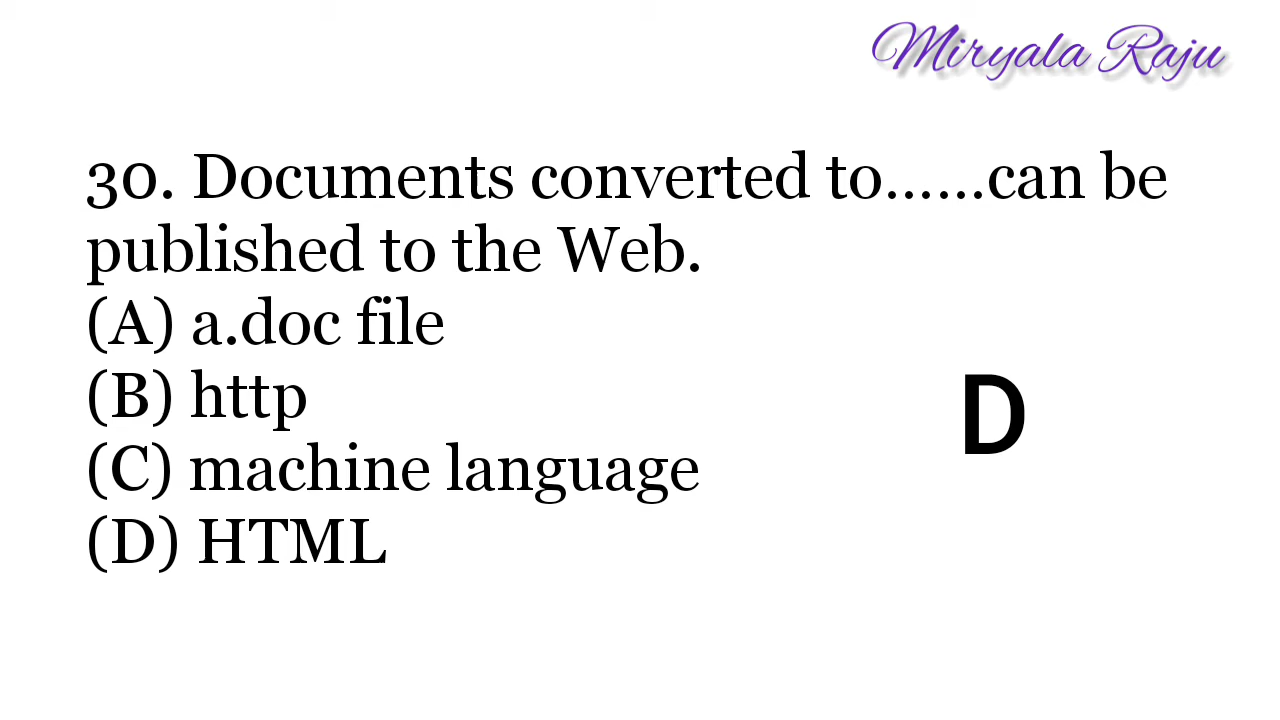 Miryala Raju
30. Documents converted to......can be
published to the Web.
(A) a.doc file
(B) http
(C) machine language
(D) HTML
D